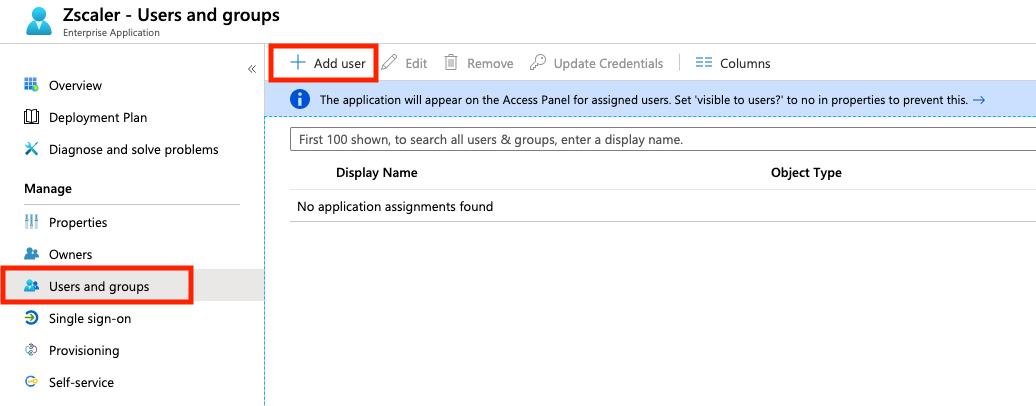 Zscaler - Users and groups
Enterprise Application
«
Overview
Deployment Plan
Diagnose and solve problems
Manage
Properties
Owners
Users and groups
Single sign-on
Provisioning
Self-service
+ Add user Edit Remove Update Credentials Columns
The application will appear on the Access Panel for assigned users. Set 'visible to users?' to no in properties to prevent this. →
First 100 shown, to search all users & groups, enter a display name.
Display Name Object Type
No application assignments found